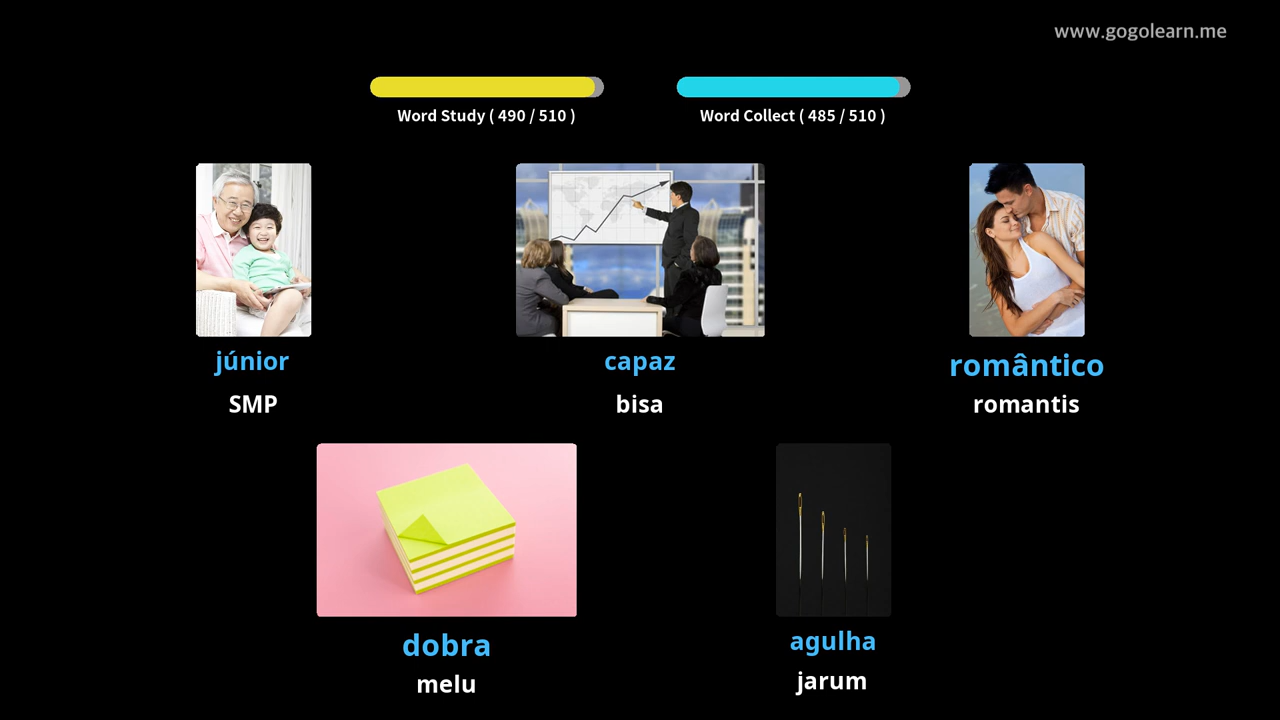 www.gogolearn.me
Word Study ( 490 / 510 )
Word Collect ( 485 / 510 )
júnior
SMP
capaz
bisa
romântico
romantis
dobra
melu
agulha
jarum